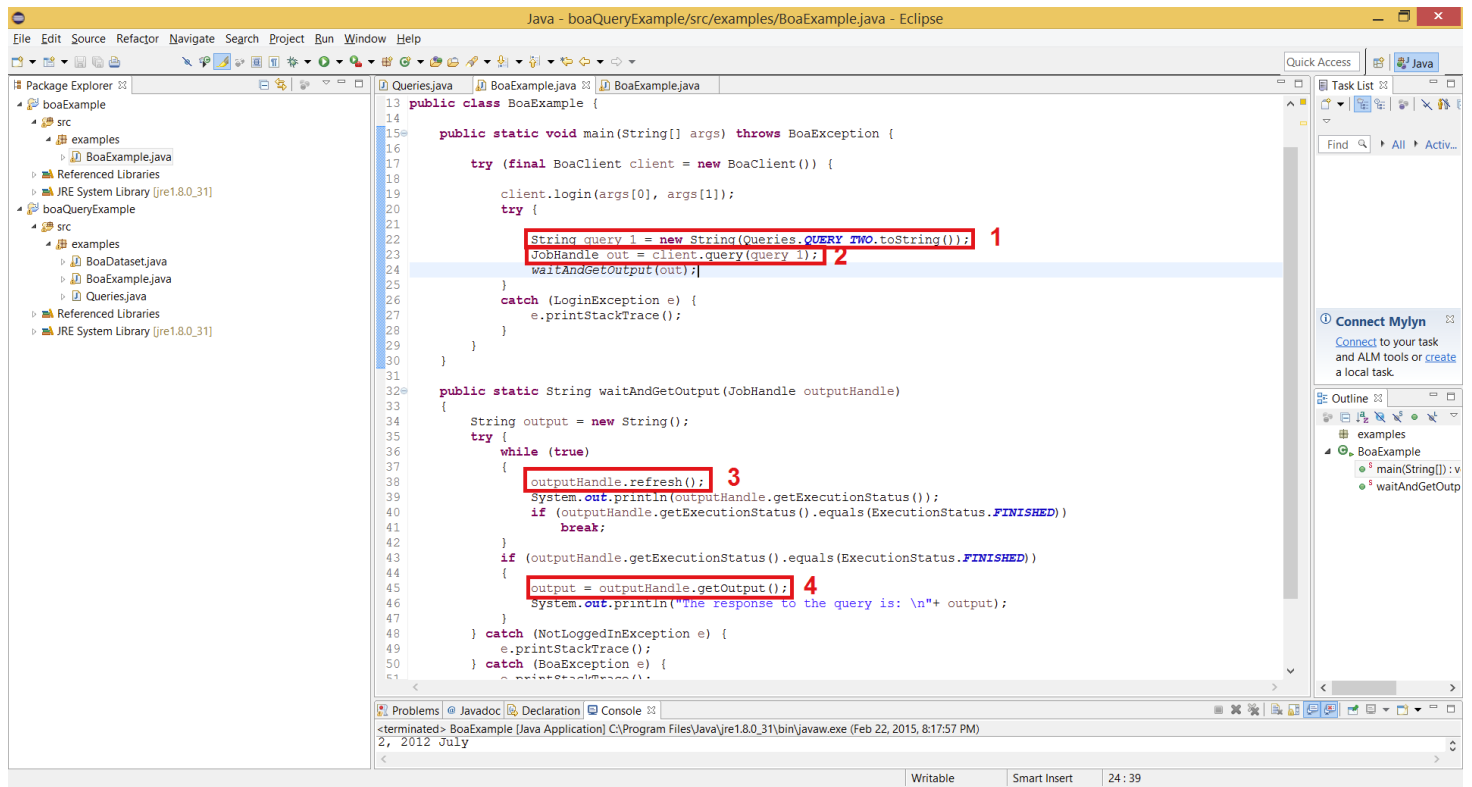 Java - boaQueryExample/src/examples/BoaExample.java - Eclipse
File Edit Source Refactor Navigate Search Project Run Window Help
Quick Access
Java
Package Explorer
boaExample
src
examples
BoaExample.java
Referenced Libraries
JRE System Library [jre1.8.0_31]
boaQueryExample
src
examples
BoaDataset.java
BoaExample.java
Queries.java
Referenced Libraries
JRE System Library [jre1.8.0_31]
Queries.java BoaExample.java BoaExample.java
13 public class BoaExample {
14
15 public static void main(String[] args) throws BoaException {
16
17 try (final BoaClient client = new BoaClient()) {
18
19 client.login(args[0], args[1]);
20 try {
21
22 String query_1 = new String(Queries.QUERY_TWO.toString()); 1
23 JobHandle out = client.query(query_1); 2
24 waitAndGetOutput(out);
25 }
26 catch (LoginException e) {
27 e.printStackTrace();
28 }
29 }
30 }
31
32 public static String waitAndGetOutput(JobHandle outputHandle)
33 {
34 String output = new String();
35 try {
36 while (true)
37 {
38 outputHandle.refresh(); 3
39 System.out.println(outputHandle.getExecutionStatus());
40 if (outputHandle.getExecutionStatus().equals(ExecutionStatus.FINISHED))
41 break;
42 }
43 if (outputHandle.getExecutionStatus().equals(ExecutionStatus.FINISHED))
44 {
45 output = outputHandle.getOutput(); 4
46 System.out.println("The response to the query is: \n"+ output);
47 }
48 } catch (NotLoggedInException e) {
49 e.printStackTrace();
50 } catch (BoaException e) {
51 e.printStackTrace();
Task List
Find All Activ...
Connect Mylyn
Connect to your task
and ALM tools or create
a local task.
Outline
examples
BoaExample
main(String[]) : v
waitAndGetOutp
Problems Javadoc Declaration Console
<terminated> BoaExample [Java Application] C:\Program Files\Java\jre1.8.0_31\bin\javaw.exe (Feb 22, 2015, 8:17:57 PM)
2, 2012 July
Writable Smart Insert 24 : 39